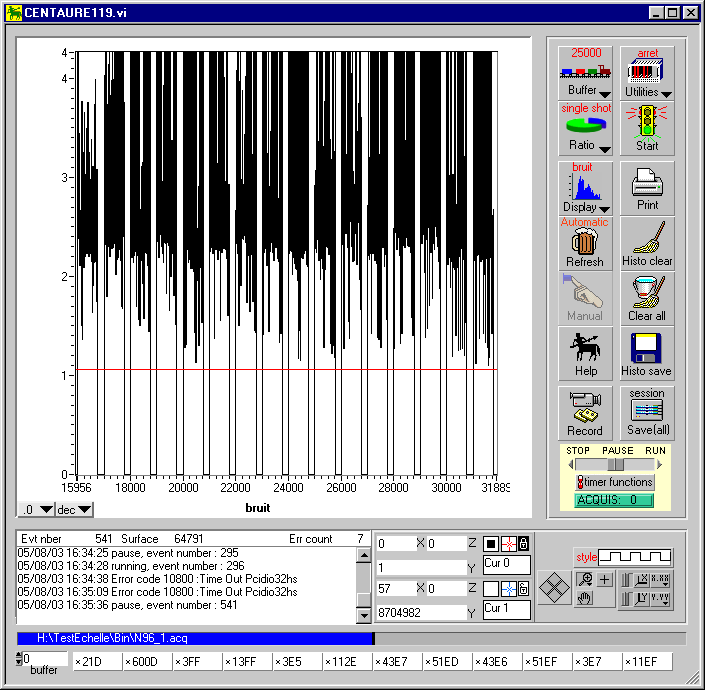 CENTAURE119.vi
25000
arret
Buffer
Utilities
single shot
Ratio
Start
bruit
Display
Print
Automatic
Refresh
Histo clear
Manual
Clear all
Help
Histo save
session
Record
Save(all)
STOP PAUSE RUN
timer functions
ACQUIS: 0
4
4
3
2
1
0
15956 18000 20000 22000 24000 26000 28000 30000 31889
.0 dec
bruit
Evt nber 541 Surface 64791 Err count 7
05/08/03 16:34:25 pause, event number : 295
05/08/03 16:34:28 running, event number : 296
05/08/03 16:34:38 Error code 10800 :Time Out Pcidio32hs
05/08/03 16:35:09 Error code 10800 :Time Out Pcidio32hs
05/08/03 16:35:36 pause, event number : 541
0 X 0 Z
1 Y Cur 0
57 X 0 Z
8704982 Y Cur 1
style
X X.XX
Y Y.YY
H:\TestEchelle\Bin\N96_1.acq
0
buffer
×21D ×600D ×3FF ×13FF ×3E5 ×112E ×43E7 ×51ED ×43E6 ×51EF ×3E7 ×11EF